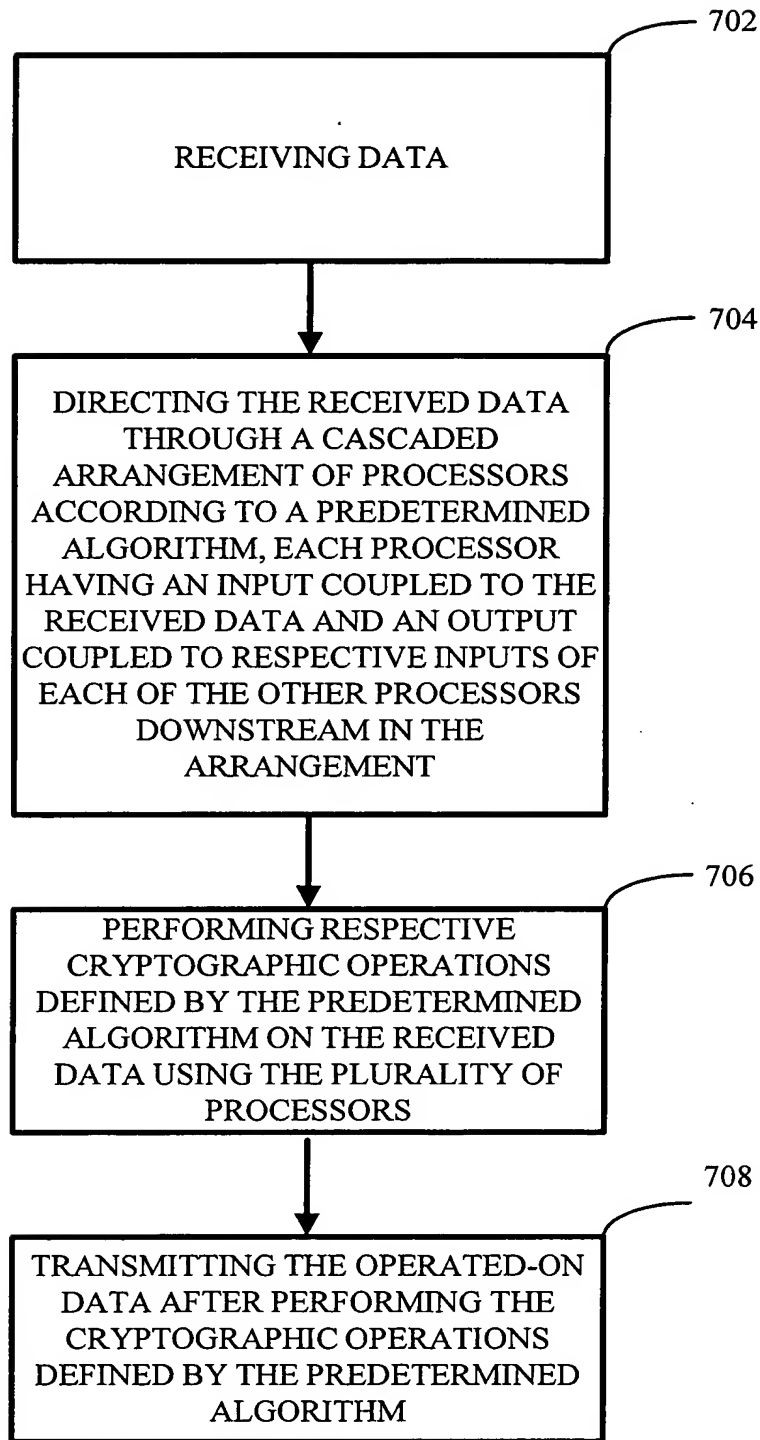 702
RECEIVING DATA
704
DIRECTING THE RECEIVED DATA
THROUGH A CASCADED
ARRANGEMENT OF PROCESSORS
ACCORDING TO A PREDETERMINED
ALGORITHM, EACH PROCESSOR
HAVING AN INPUT COUPLED TO THE
RECEIVED DATA AND AN OUTPUT
COUPLED TO RESPECTIVE INPUTS OF
EACH OF THE OTHER PROCESSORS
DOWNSTREAM IN THE
ARRANGEMENT
706
PERFORMING RESPECTIVE
CRYPTOGRAPHIC OPERATIONS
DEFINED BY THE PREDETERMINED
ALGORITHM ON THE RECEIVED
DATA USING THE PLURALITY OF
PROCESSORS
708
TRANSMITTING THE OPERATED-ON
DATA AFTER PERFORMING THE
CRYPTOGRAPHIC OPERATIONS
DEFINED BY THE PREDETERMINED
ALGORITHM